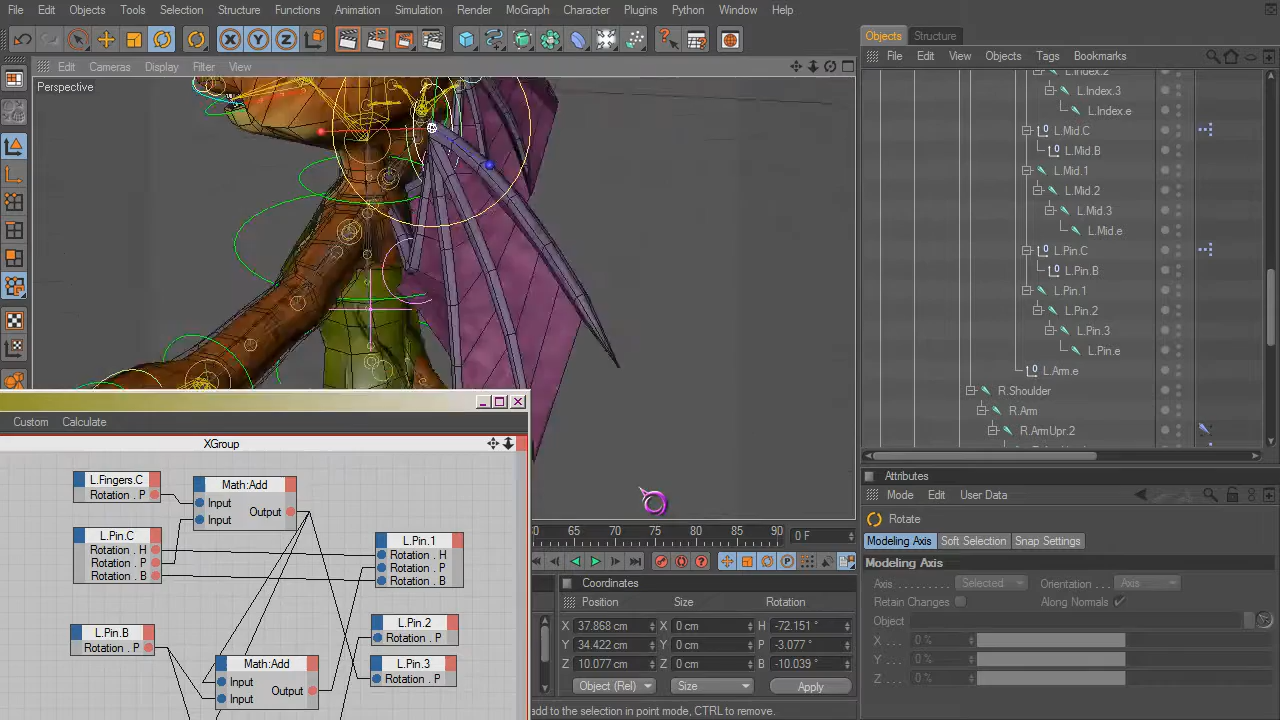 File Edit Objects Tools Selection Structure Functions Animation Simulation Render MoGraph Character Plugins Python Window Help
Objects Structure
Edit Cameras Display Filter View
File Edit View Objects Tags Bookmarks
Perspective
L.Index.2
L.Index.3
L.Index.e
L.Mid.C
L.Mid.B
L.Mid.1
L.Mid.2
L.Mid.3
L.Mid.e
L.Pin.C
L.Pin.B
L.Pin.1
L.Pin.2
L.Pin.3
L.Pin.e
L.Arm.e
R.Shoulder
R.Arm
R.ArmUpr.2
Custom Calculate
XGroup
L.Fingers.C
Rotation . P
Math:Add
Input
Input
Output
L.Pin.C
Rotation . H
Rotation . P
Rotation . B
L.Pin.1
Rotation . H
Rotation . P
Rotation . B
L.Pin.B
Rotation . P
L.Pin.2
Rotation . P
Math:Add
Input
Input
Output
L.Pin.3
Rotation . P
60 65 70 75 80 85 90 0 F
Coordinates
Position Size Rotation
X 37.868 cm X 0 cm H -72.151 °
Y 34.422 cm Y 0 cm P -3.077 °
Z 10.077 cm Z 0 cm B -10.039 °
Object (Rel) Size Apply
add to the selection in point mode, CTRL to remove.
Attributes
Mode Edit User Data
Rotate
Modeling Axis Soft Selection Snap Settings
Modeling Axis
Axis . . . . . . . . . Selected Orientation . . . Axis
Retain Changes Along Normals
Object
X . . . . . 0 %
Y . . . . . 0 %
Z . . . . . 0 %